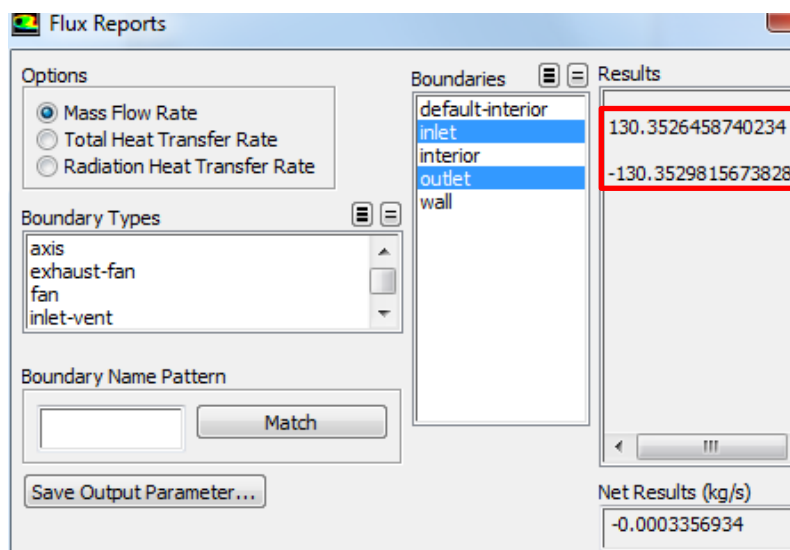 Flux Reports
Options
Mass Flow Rate
Total Heat Transfer Rate
Radiation Heat Transfer Rate
Boundary Types
axis
exhaust-fan
fan
inlet-vent
Boundary Name Pattern
Match
Save Output Parameter...
Boundaries
default-interior
inlet
interior
outlet
wall
Results
130.3526458740234
-130.3529815673828
Net Results (kg/s)
-0.0003356934